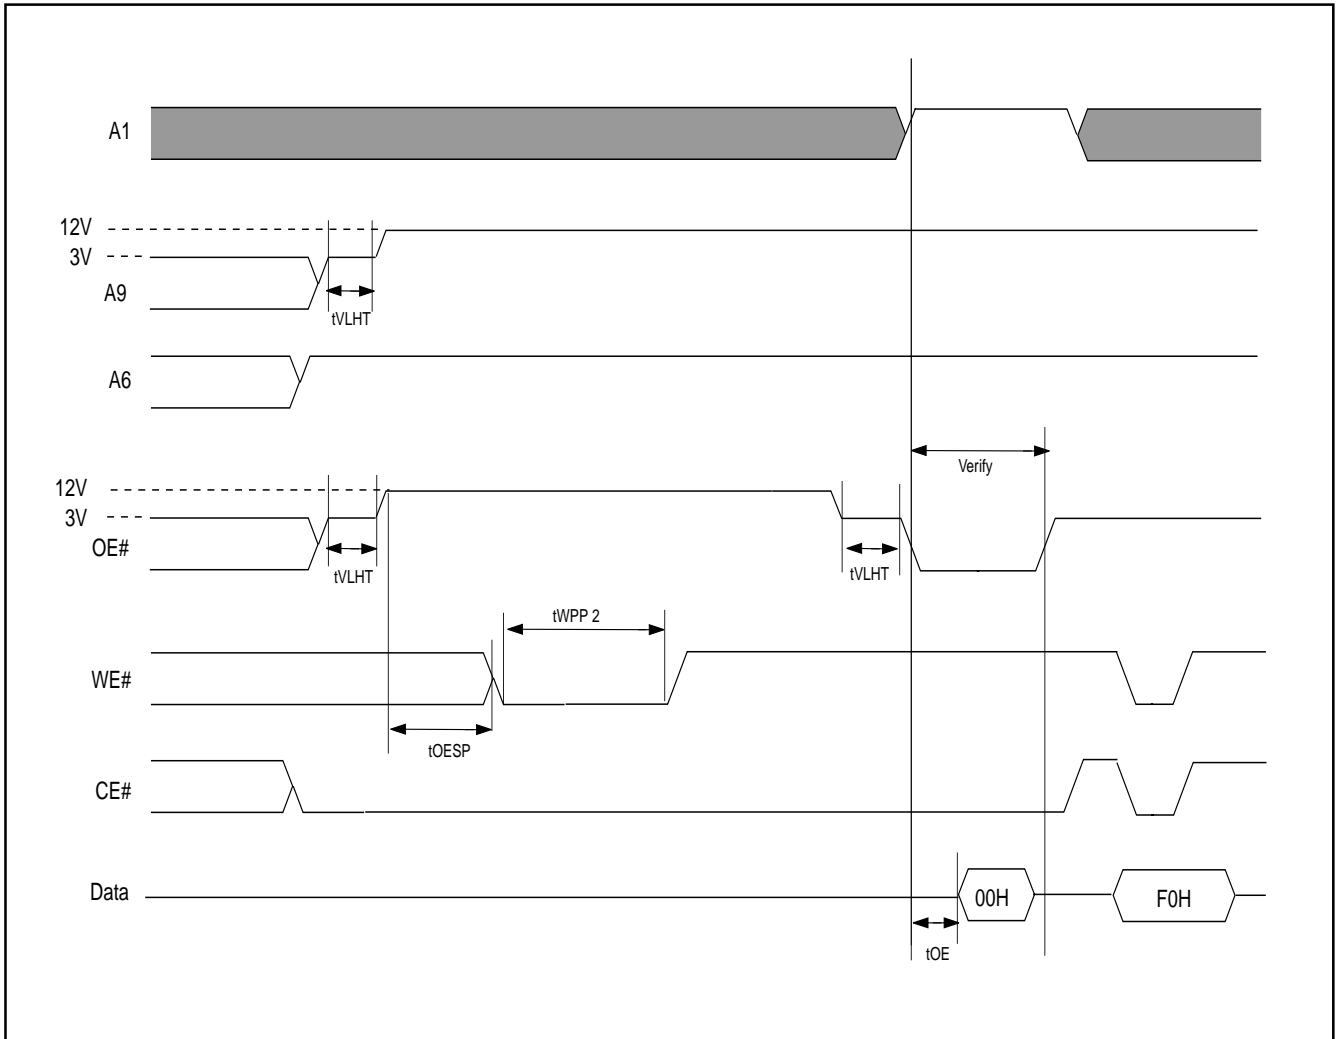 A1
12V
3V
A9
tVLHT
A6
Verify
12V
3V
OE#
tVLHT
tVLHT
tWPP 2
WE#
tOESP
CE#
Data
00H
F0H
tOE